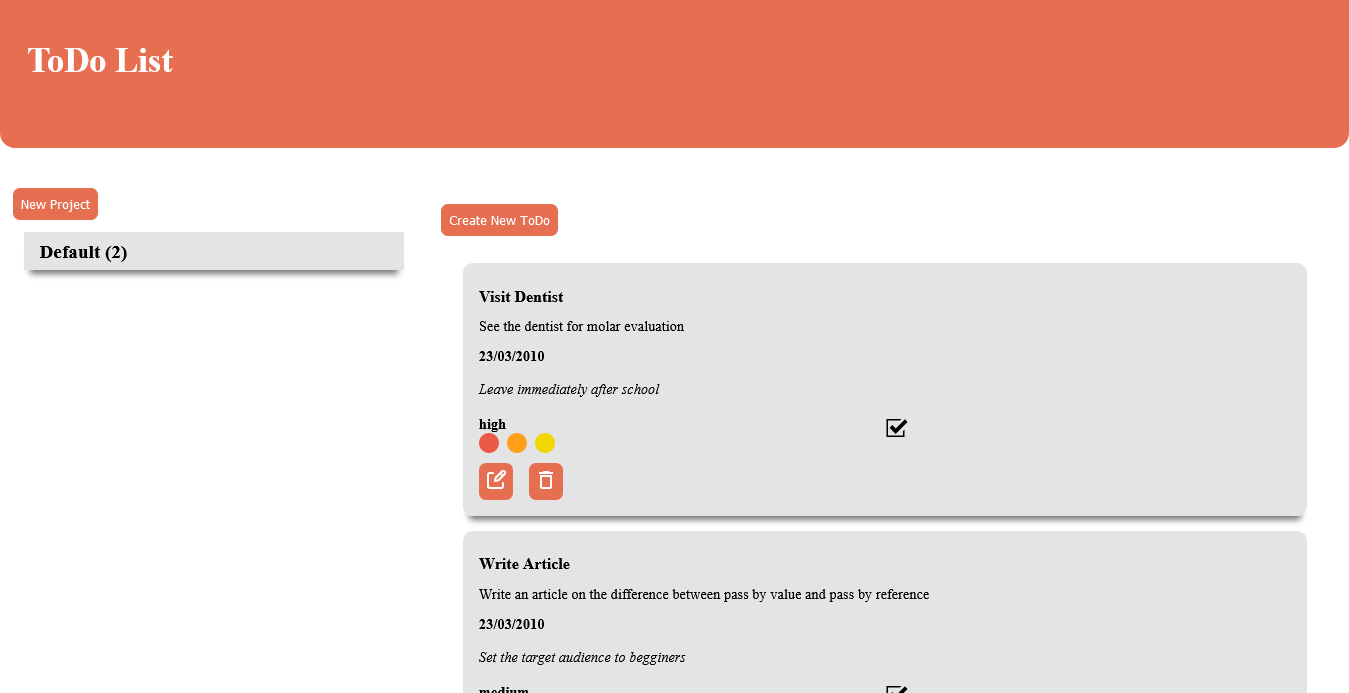 ToDo List
New Project
Default (2)
Create New ToDo
Visit Dentist
See the dentist for molar evaluation
23/03/2010
Leave immediately after school
high
Write Article
Write an article on the difference between pass by value and pass by reference
23/03/2010
Set the target audience to begginers
medium